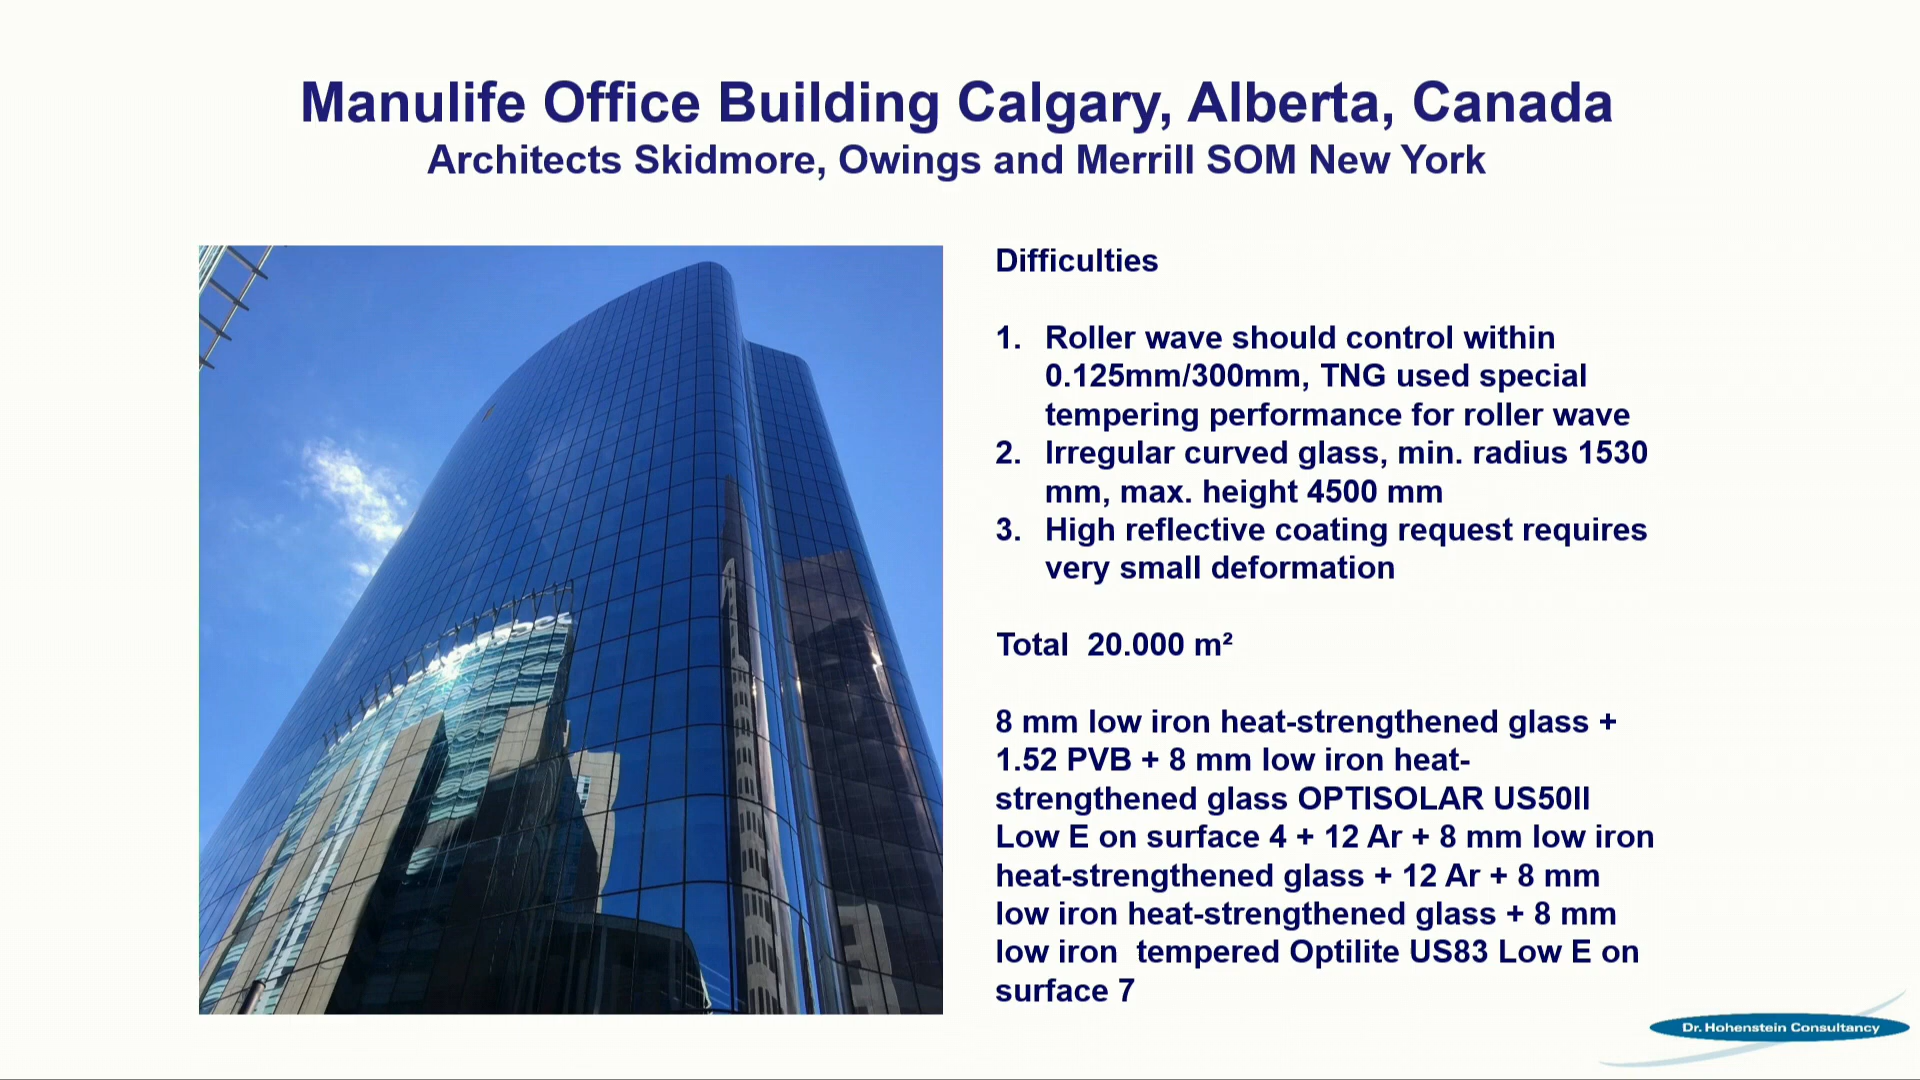 Manulife Office Building Calgary, Alberta, Canada
Architects Skidmore, Owings and Merrill SOM New York
Difficulties
1. Roller wave should control within
0.125mm/300mm, TNG used special
tempering performance for roller wave
2. Irregular curved glass, min. radius 1530
mm, max. height 4500 mm
3. High reflective coating request requires
very small deformation
Total  20.000 m²
8 mm low iron heat-strengthened glass +
1.52 PVB + 8 mm low iron heat-
strengthened glass OPTISOLAR US50II
Low E on surface 4 + 12 Ar + 8 mm low iron
heat-strengthened glass + 12 Ar + 8 mm
low iron heat-strengthened glass + 8 mm
low iron  tempered Optilite US83 Low E on
surface 7
Dr. Hohenstein Consultancy